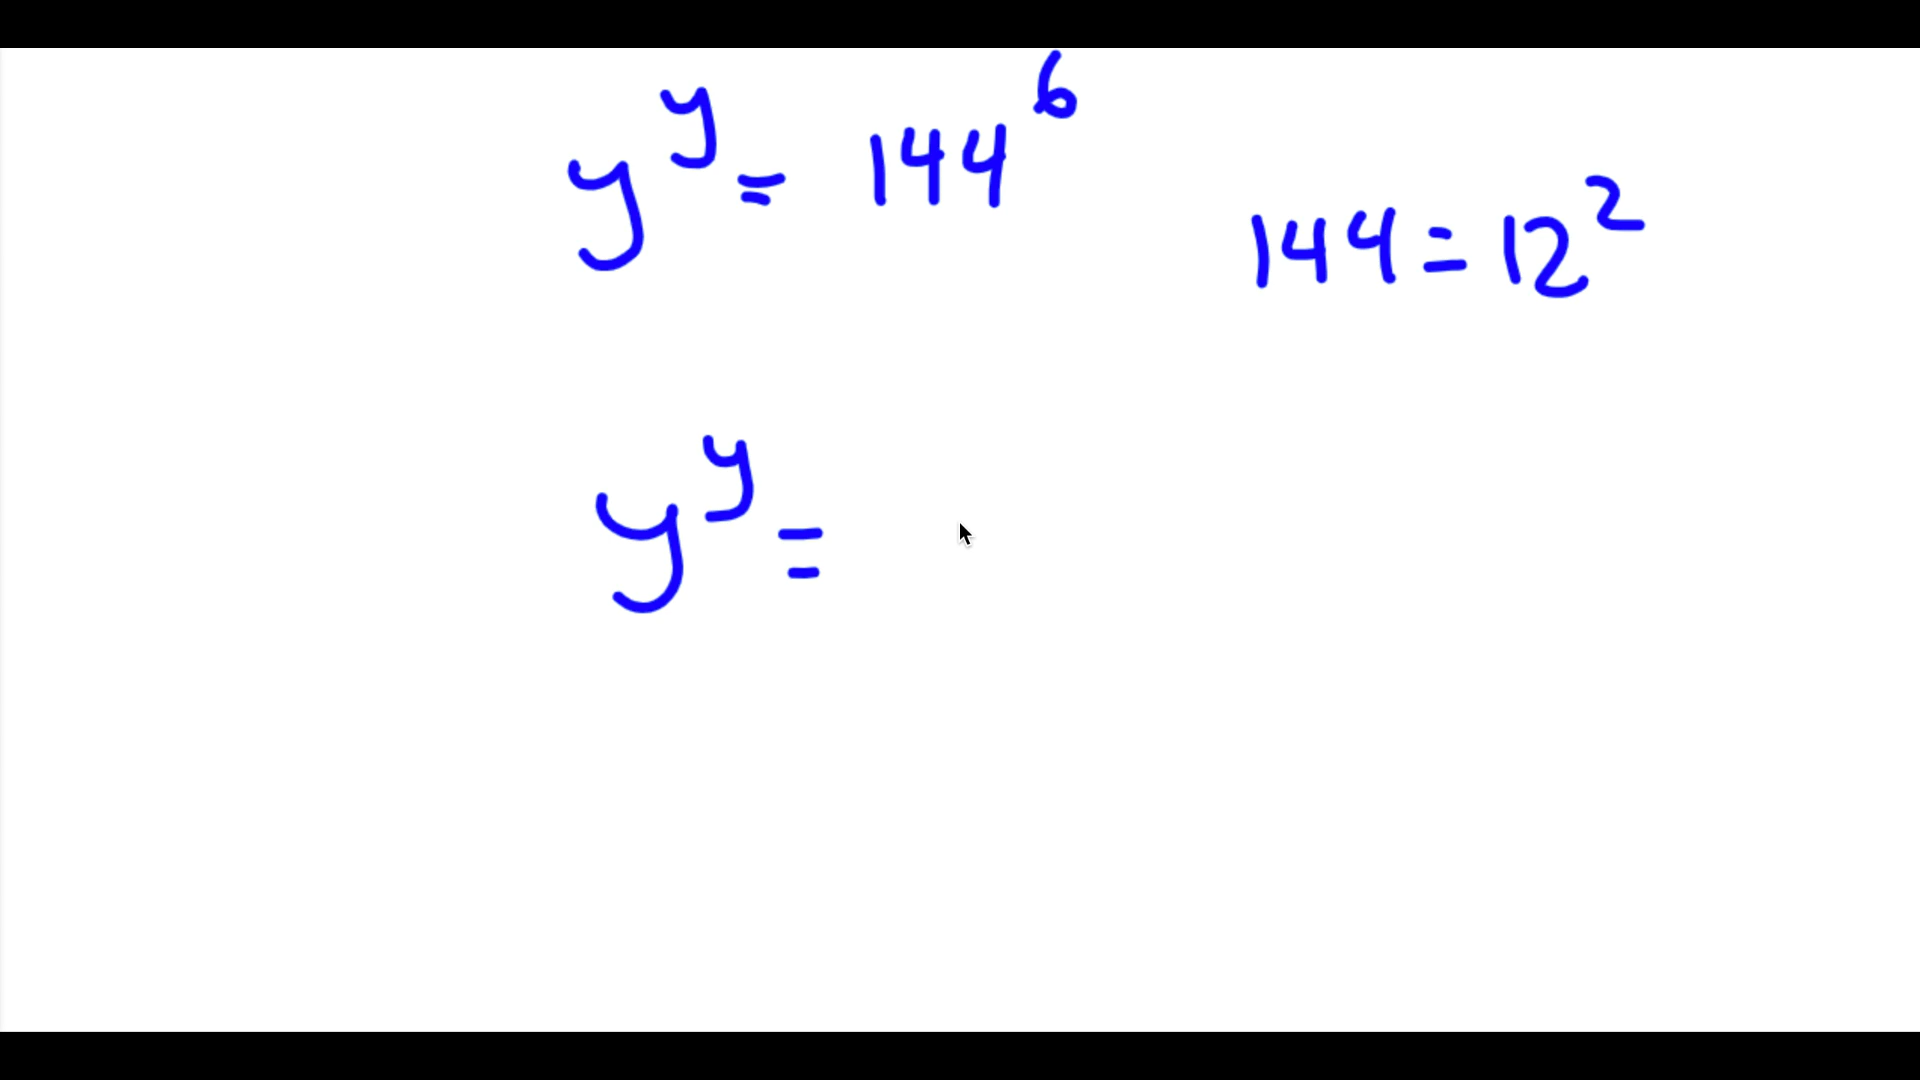 y^y = 144^6
144 = 12^2
y^y =